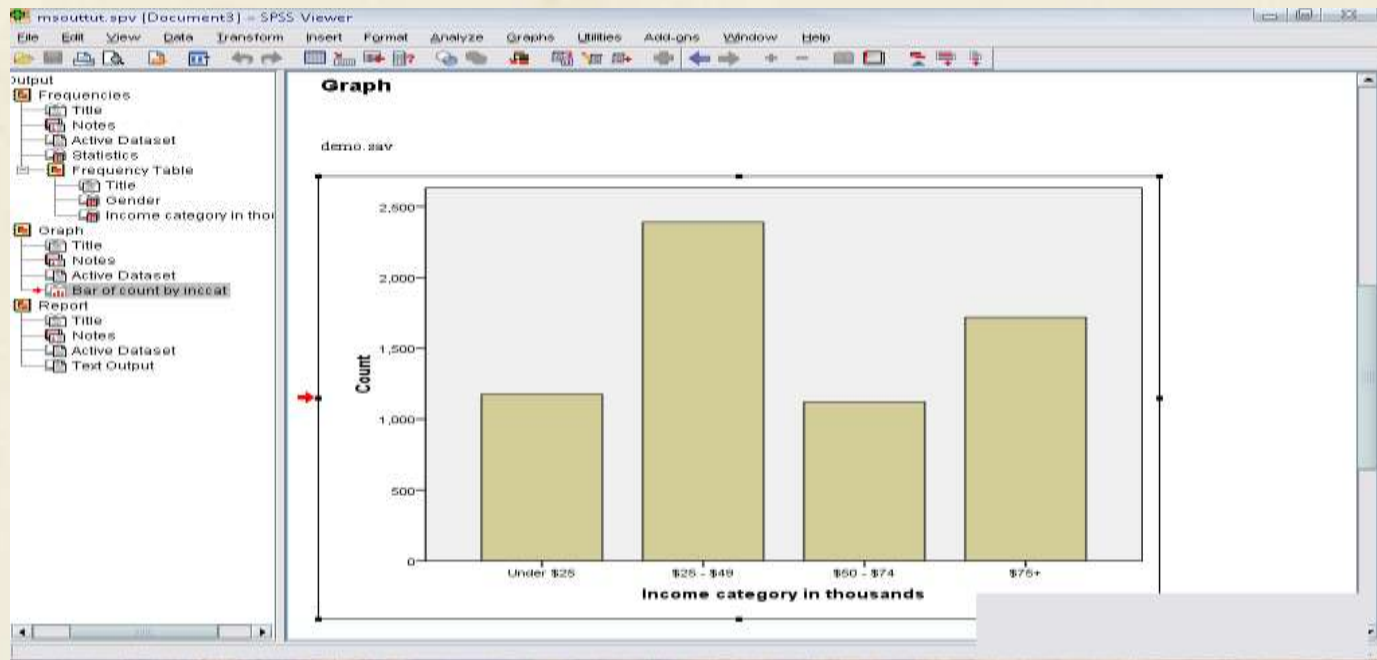 msouttut.spv [Document3] - SPSS Viewer
File Edit View Data Transform Insert Format Analyze Graphs Utilities Add-ons Window Help
Output
Frequencies
Title
Notes
Active Dataset
Statistics
Frequency Table
Title
Gender
Income category in thou
Graph
Title
Notes
Active Dataset
Bar of count by inccat
Report
Title
Notes
Active Dataset
Text Output
Graph
demo.sav
2,500
2,000
1,500
1,000
500
0
Count
Under $25 $25 - $49 $50 - $74 $75+
Income category in thousands